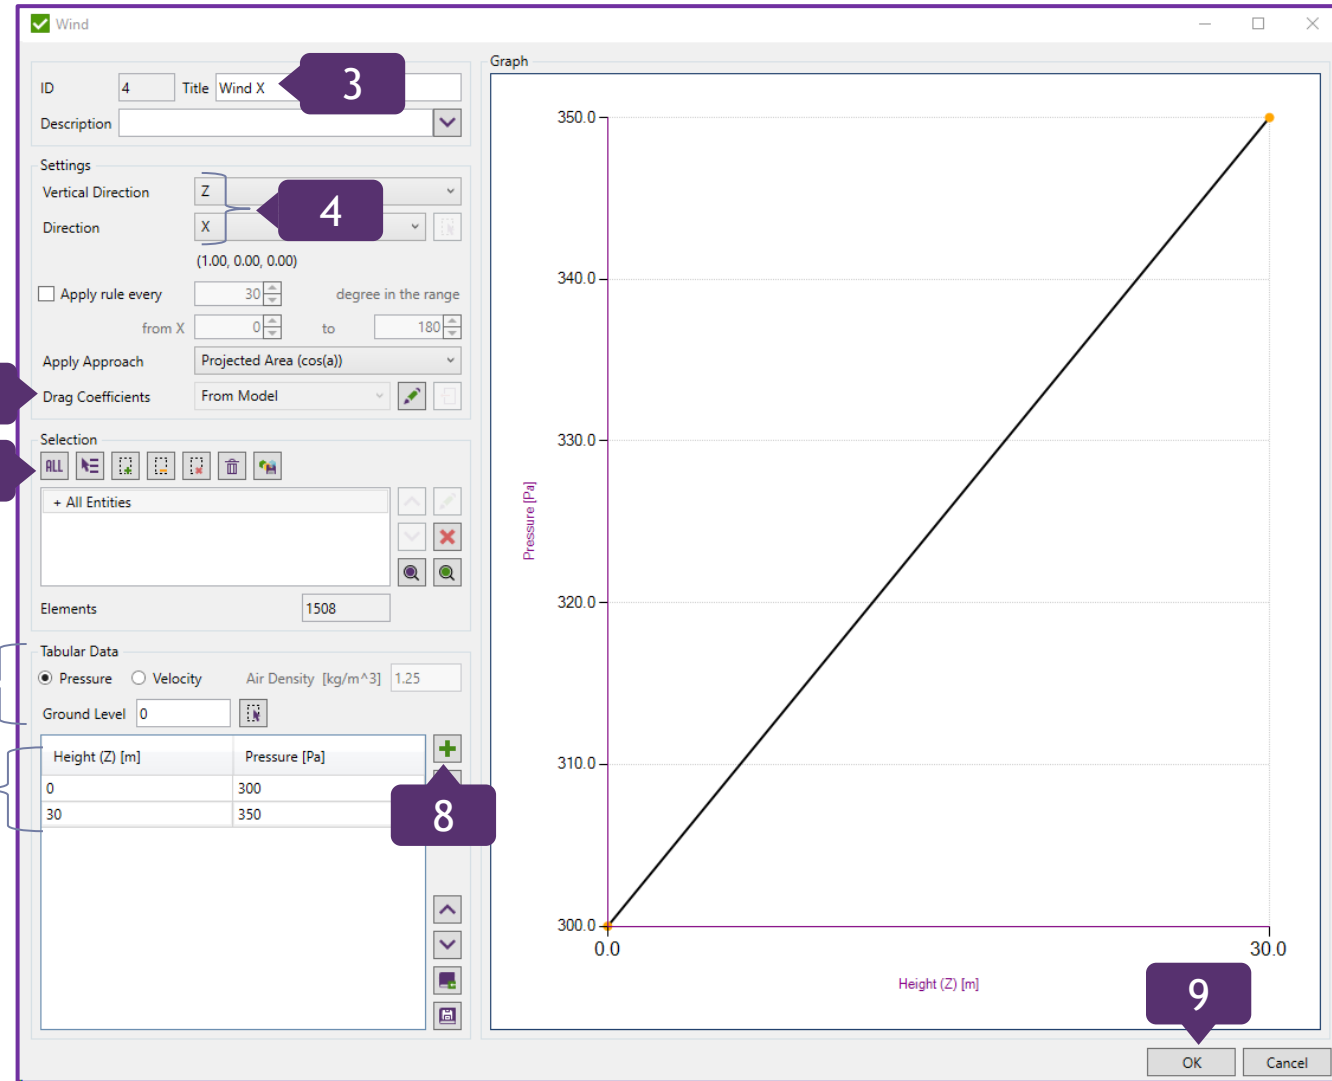 Wind
ID 4 Title Wind X 3
Description
Settings
Vertical Direction Z
4
Direction X
(1.00, 0.00, 0.00)
Apply rule every 30 degree in the range
from X 0 to 180
Apply Approach Projected Area (cos(a))
Drag Coefficients From Model
Selection
ALL
+ All Entities
Elements 1508
Tabular Data
Pressure Velocity Air Density [kg/m^3] 1.25
Ground Level 0
Height (Z) [m] Pressure [Pa]
0 300
30 350
8
Graph
350.0
340.0
330.0
320.0
310.0
300.0
Pressure [Pa]
0.0 30.0
Height (Z) [m]
9
OK Cancel